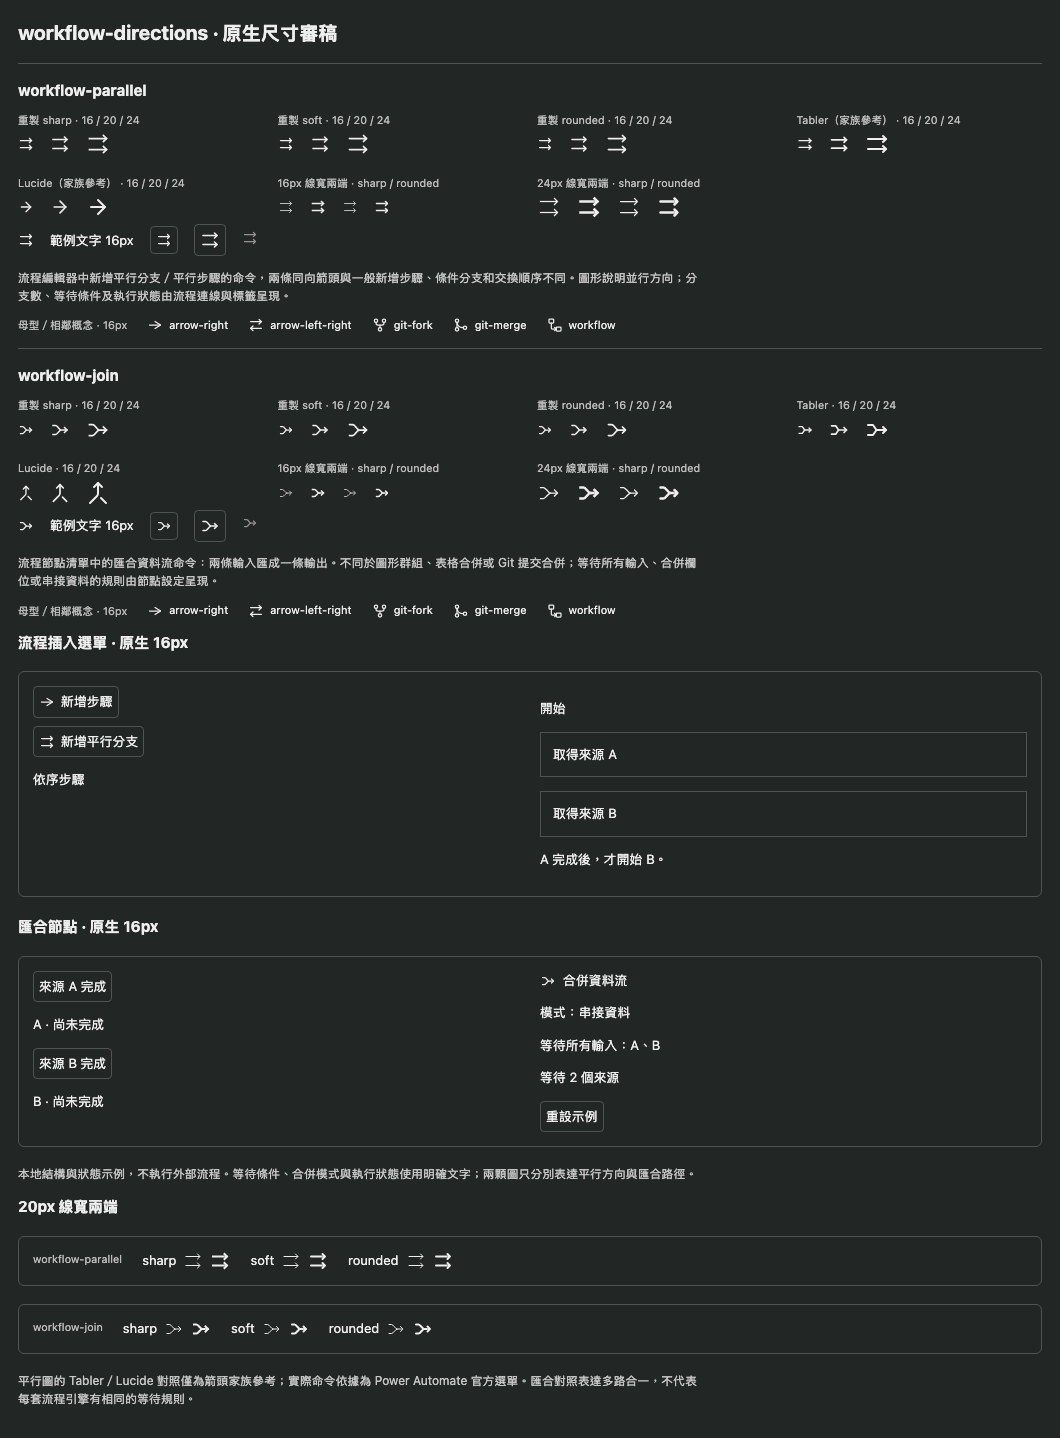 workflow-directions · 原生尺寸審稿
workflow-parallel
重製 sharp · 16 / 20 / 24
重製 soft · 16 / 20 / 24
重製 rounded · 16 / 20 / 24
Tabler（家族參考） · 16 / 20 / 24
Lucide（家族參考） · 16 / 20 / 24
16px 線寬兩端 · sharp / rounded
24px 線寬兩端 · sharp / rounded
範例文字 16px
流程編輯器中新增平行分支 / 平行步驟的命令，兩條同向箭頭與一般新增步驟、條件分支和交換順序不同。圖形說明並行方向；分
支數、等待條件及執行狀態由流程連線與標籤呈現。
母型 / 相鄰概念 · 16px
arrow-right
arrow-left-right
git-fork
git-merge
workflow
workflow-join
重製 sharp · 16 / 20 / 24
重製 soft · 16 / 20 / 24
重製 rounded · 16 / 20 / 24
Tabler · 16 / 20 / 24
Lucide · 16 / 20 / 24
16px 線寬兩端 · sharp / rounded
24px 線寬兩端 · sharp / rounded
範例文字 16px
流程節點清單中的匯合資料流命令：兩條輸入匯成一條輸出。不同於圖形群組、表格合併或 Git 提交合併；等待所有輸入、合併欄
位或串接資料的規則由節點設定呈現。
母型 / 相鄰概念 · 16px
arrow-right
arrow-left-right
git-fork
git-merge
workflow
流程插入選單 · 原生 16px
新增步驟
新增平行分支
依序步驟
開始
取得來源 A
取得來源 B
A 完成後，才開始 B。
匯合節點 · 原生 16px
來源 A 完成
A · 尚未完成
來源 B 完成
B · 尚未完成
合併資料流
模式：串接資料
等待所有輸入：A、B
等待 2 個來源
重設示例
本地結構與狀態示例，不執行外部流程。等待條件、合併模式與執行狀態使用明確文字；兩顆圖只分別表達平行方向與匯合路徑。
20px 線寬兩端
workflow-parallel
sharp
soft
rounded
workflow-join
sharp
soft
rounded
平行圖的 Tabler / Lucide 對照僅為箭頭家族參考；實際命令依據為 Power Automate 官方選單。匯合對照表達多路合一，不代表
每套流程引擎有相同的等待規則。